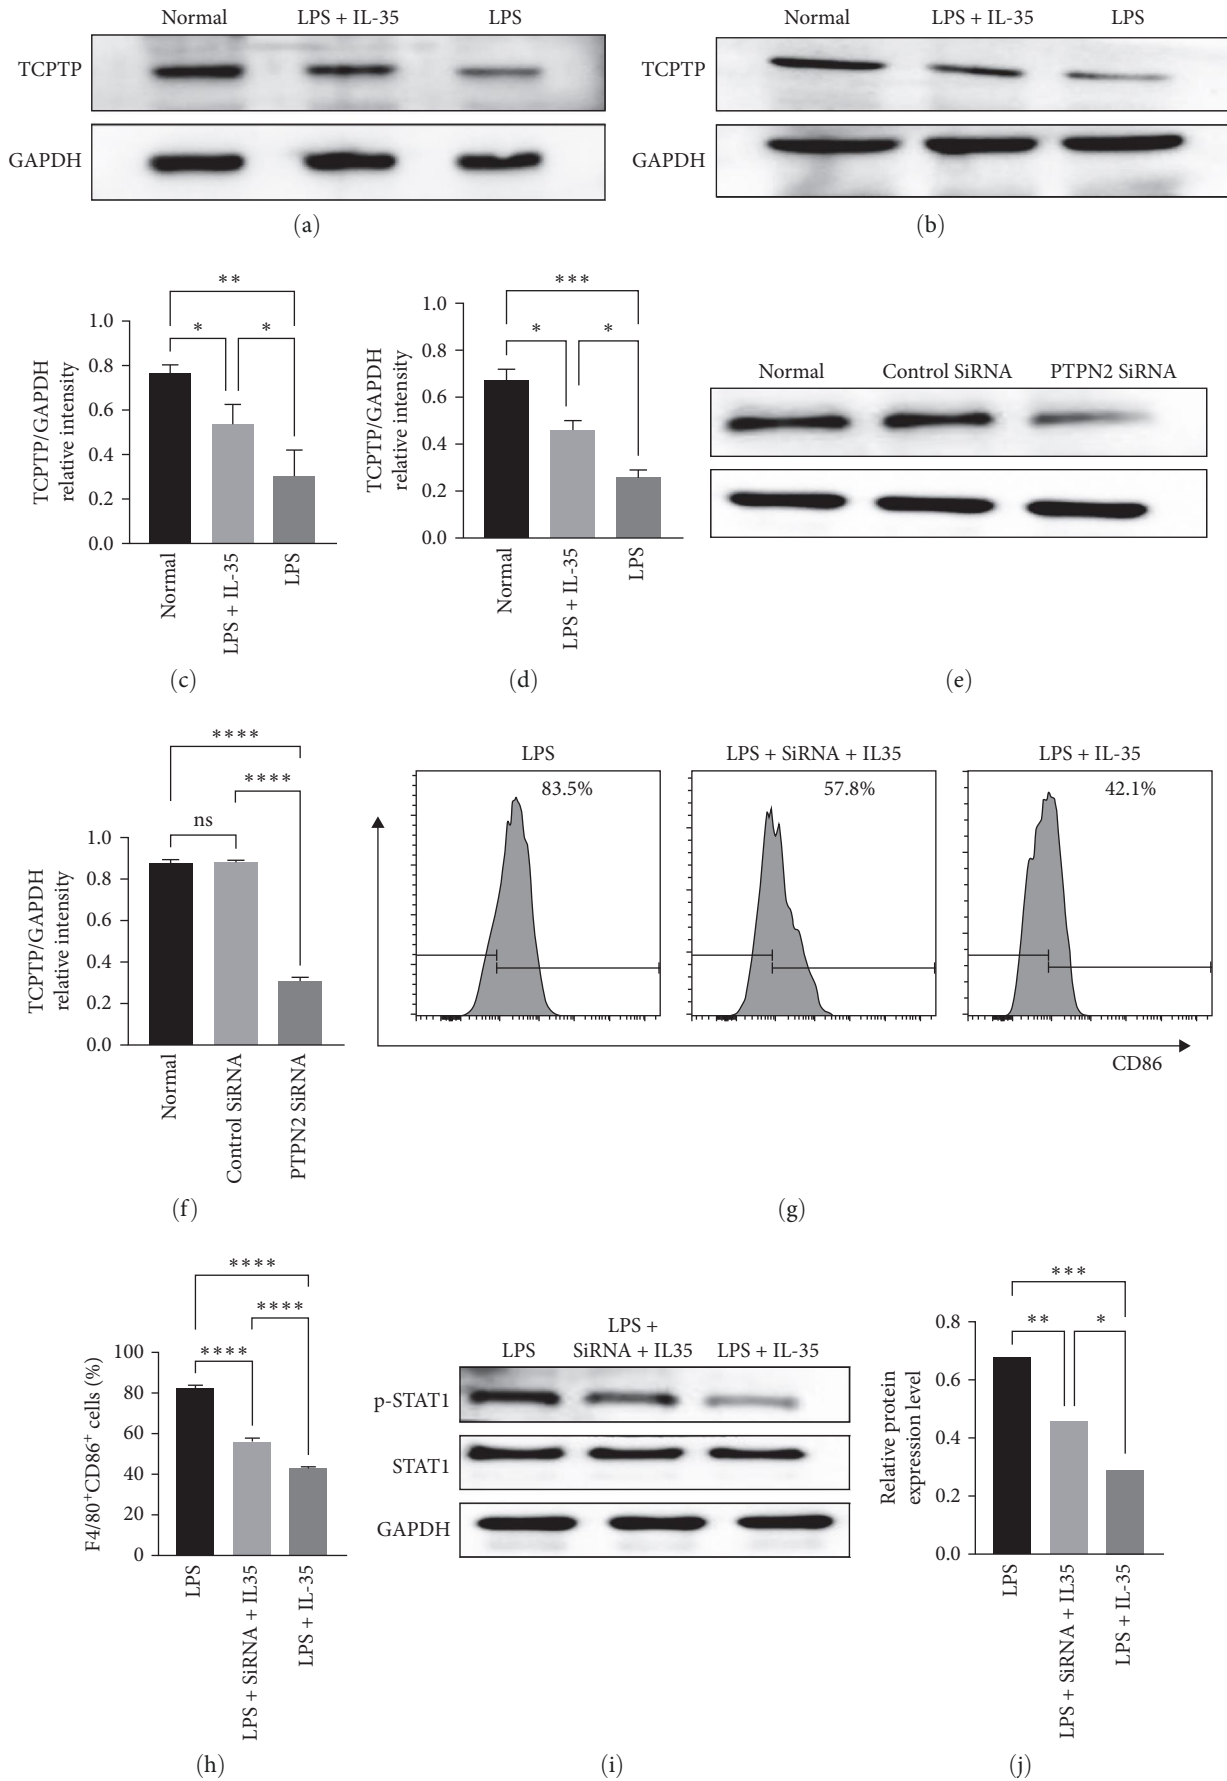 Normal LPS + IL-35 LPS
TCPTP
GAPDH
(a)
Normal LPS + IL-35 LPS
TCPTP
GAPDH
(b)
**
* *
1.0
0.8
0.6
0.4
0.2
0.0
TCPTP/GAPDH
relative intensity
Normal
LPS + IL-35
LPS
(c)
***
* *
1.0
0.8
0.6
0.4
0.2
0.0
TCPTP/GAPDH
relative intensity
Normal
LPS + IL-35
LPS
(d)
Normal Control SiRNA PTPN2 SiRNA
(e)
****
****
ns
1.0
0.8
0.6
0.4
0.2
0.0
TCPTP/GAPDH
relative intensity
Normal
Control SiRNA
PTPN2 SiRNA
(f)
LPS
83.5%
LPS + SiRNA + IL35
57.8%
LPS + IL-35
42.1%
CD86
(g)
****
****
****
100
80
60
40
20
0
F4/80+CD86+ cells (%)
LPS
LPS + SiRNA + IL35
LPS + IL-35
(h)
LPS
LPS +
SiRNA + IL35
LPS + IL-35
p-STAT1
STAT1
GAPDH
(i)
***
** *
0.8
0.6
0.4
0.2
0.0
Relative protein
expression level
LPS
LPS + SiRNA + IL35
LPS + IL-35
(j)